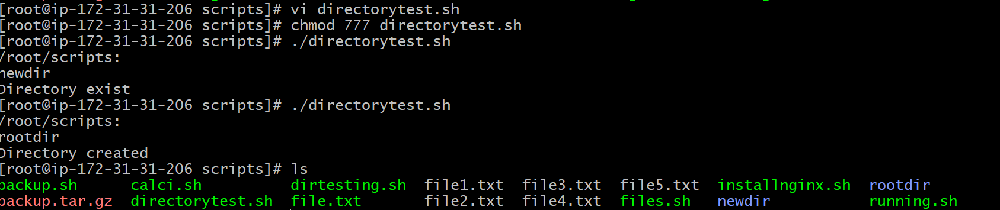 [root@ip-172-31-31-206 scripts]# vi directorytest.sh
[root@ip-172-31-31-206 scripts]# chmod 777 directorytest.sh
[root@ip-172-31-31-206 scripts]# ./directorytest.sh
/root/scripts:
newdir
Directory exist
[root@ip-172-31-31-206 scripts]# ./directorytest.sh
/root/scripts:
rootdir
Directory created
[root@ip-172-31-31-206 scripts]# ls
backup.sh calci.sh dirtesting.sh file1.txt file3.txt file5.txt installnginx.sh rootdir
backup.tar.gz directorytest.sh file.txt file2.txt file4.txt files.sh newdir running.sh